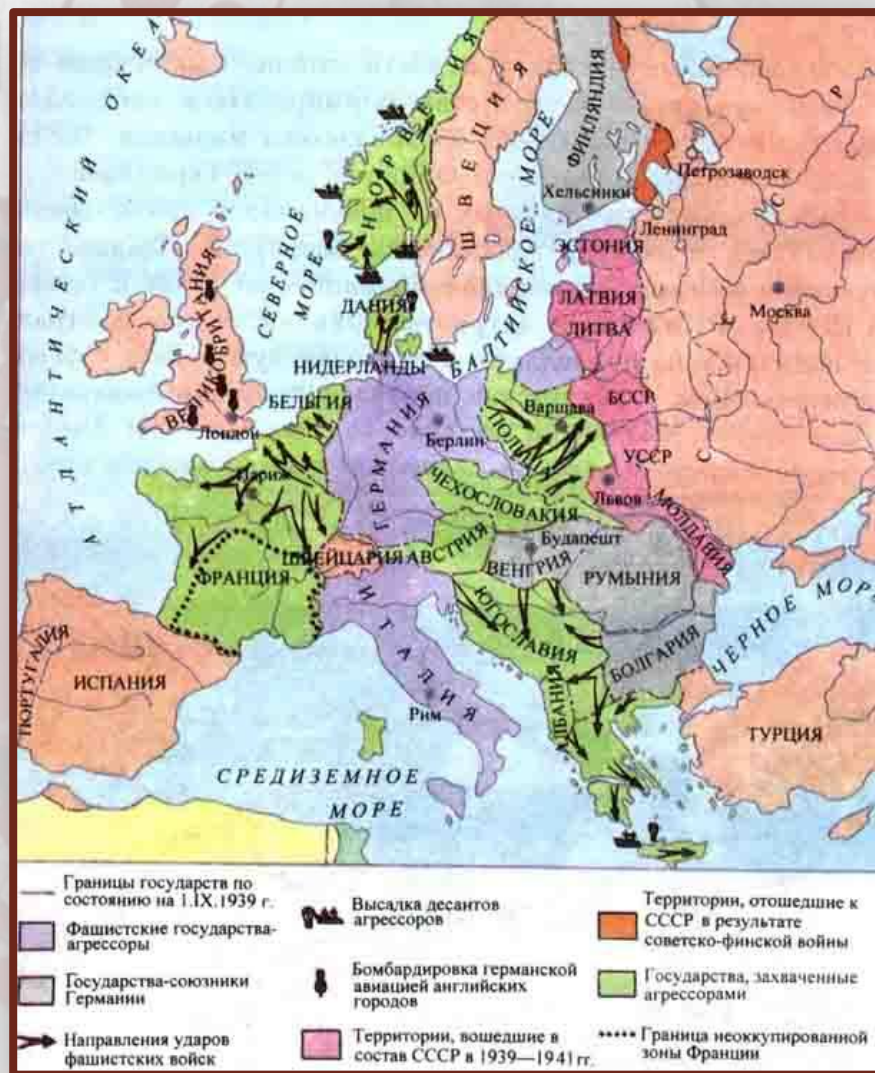 АТЛАНТИЧЕСКИЙ ОКЕАН
НОРВЕГИЯ
ШВЕЦИЯ
ФИНЛЯНДИЯ
Петрозаводск
Хельсинки
Ленинград
СЕВЕРНОЕ
МОРЕ
БАЛТИЙСКОЕ МОРЕ
ЭСТОНИЯ
ЛАТВИЯ
ЛИТВА
Москва
СССР
ДАНИЯ
ВЕЛИКОБРИТАНИЯ
Лондон
НИДЕРЛАНДЫ
БЕЛЬГИЯ
ГЕРМАНИЯ
Берлин
Варшава
ПОЛЬША
БССР
УССР
Львов
МОЛДАВИЯ
Париж
ЧЕХОСЛОВАКИЯ
ФРАНЦИЯ
ШВЕЙЦАРИЯ
АВСТРИЯ
Будапешт
ВЕНГРИЯ
РУМЫНИЯ
ЮГОСЛАВИЯ
БОЛГАРИЯ
ЧЕРНОЕ МОРЕ
ПОРТУГАЛИЯ
ИСПАНИЯ
ИТАЛИЯ
Рим
АЛБАНИЯ
ТУРЦИЯ
СРЕДИЗЕМНОЕ
МОРЕ
Границы государств по
состоянию на 1.IX.1939 г.
Фашистские государства-
агрессоры
Государства-союзники
Германии
Направления ударов
фашистских войск
Высадка десантов
агрессоров
Бомбардировка германской
авиацией английских
городов
Территории, вошедшие в
состав СССР в 1939—1941 гг.
Территории, отошедшие к
СССР в результате
советско-финской войны
Государства, захваченные
агрессорами
Граница неоккупированной
зоны Франции